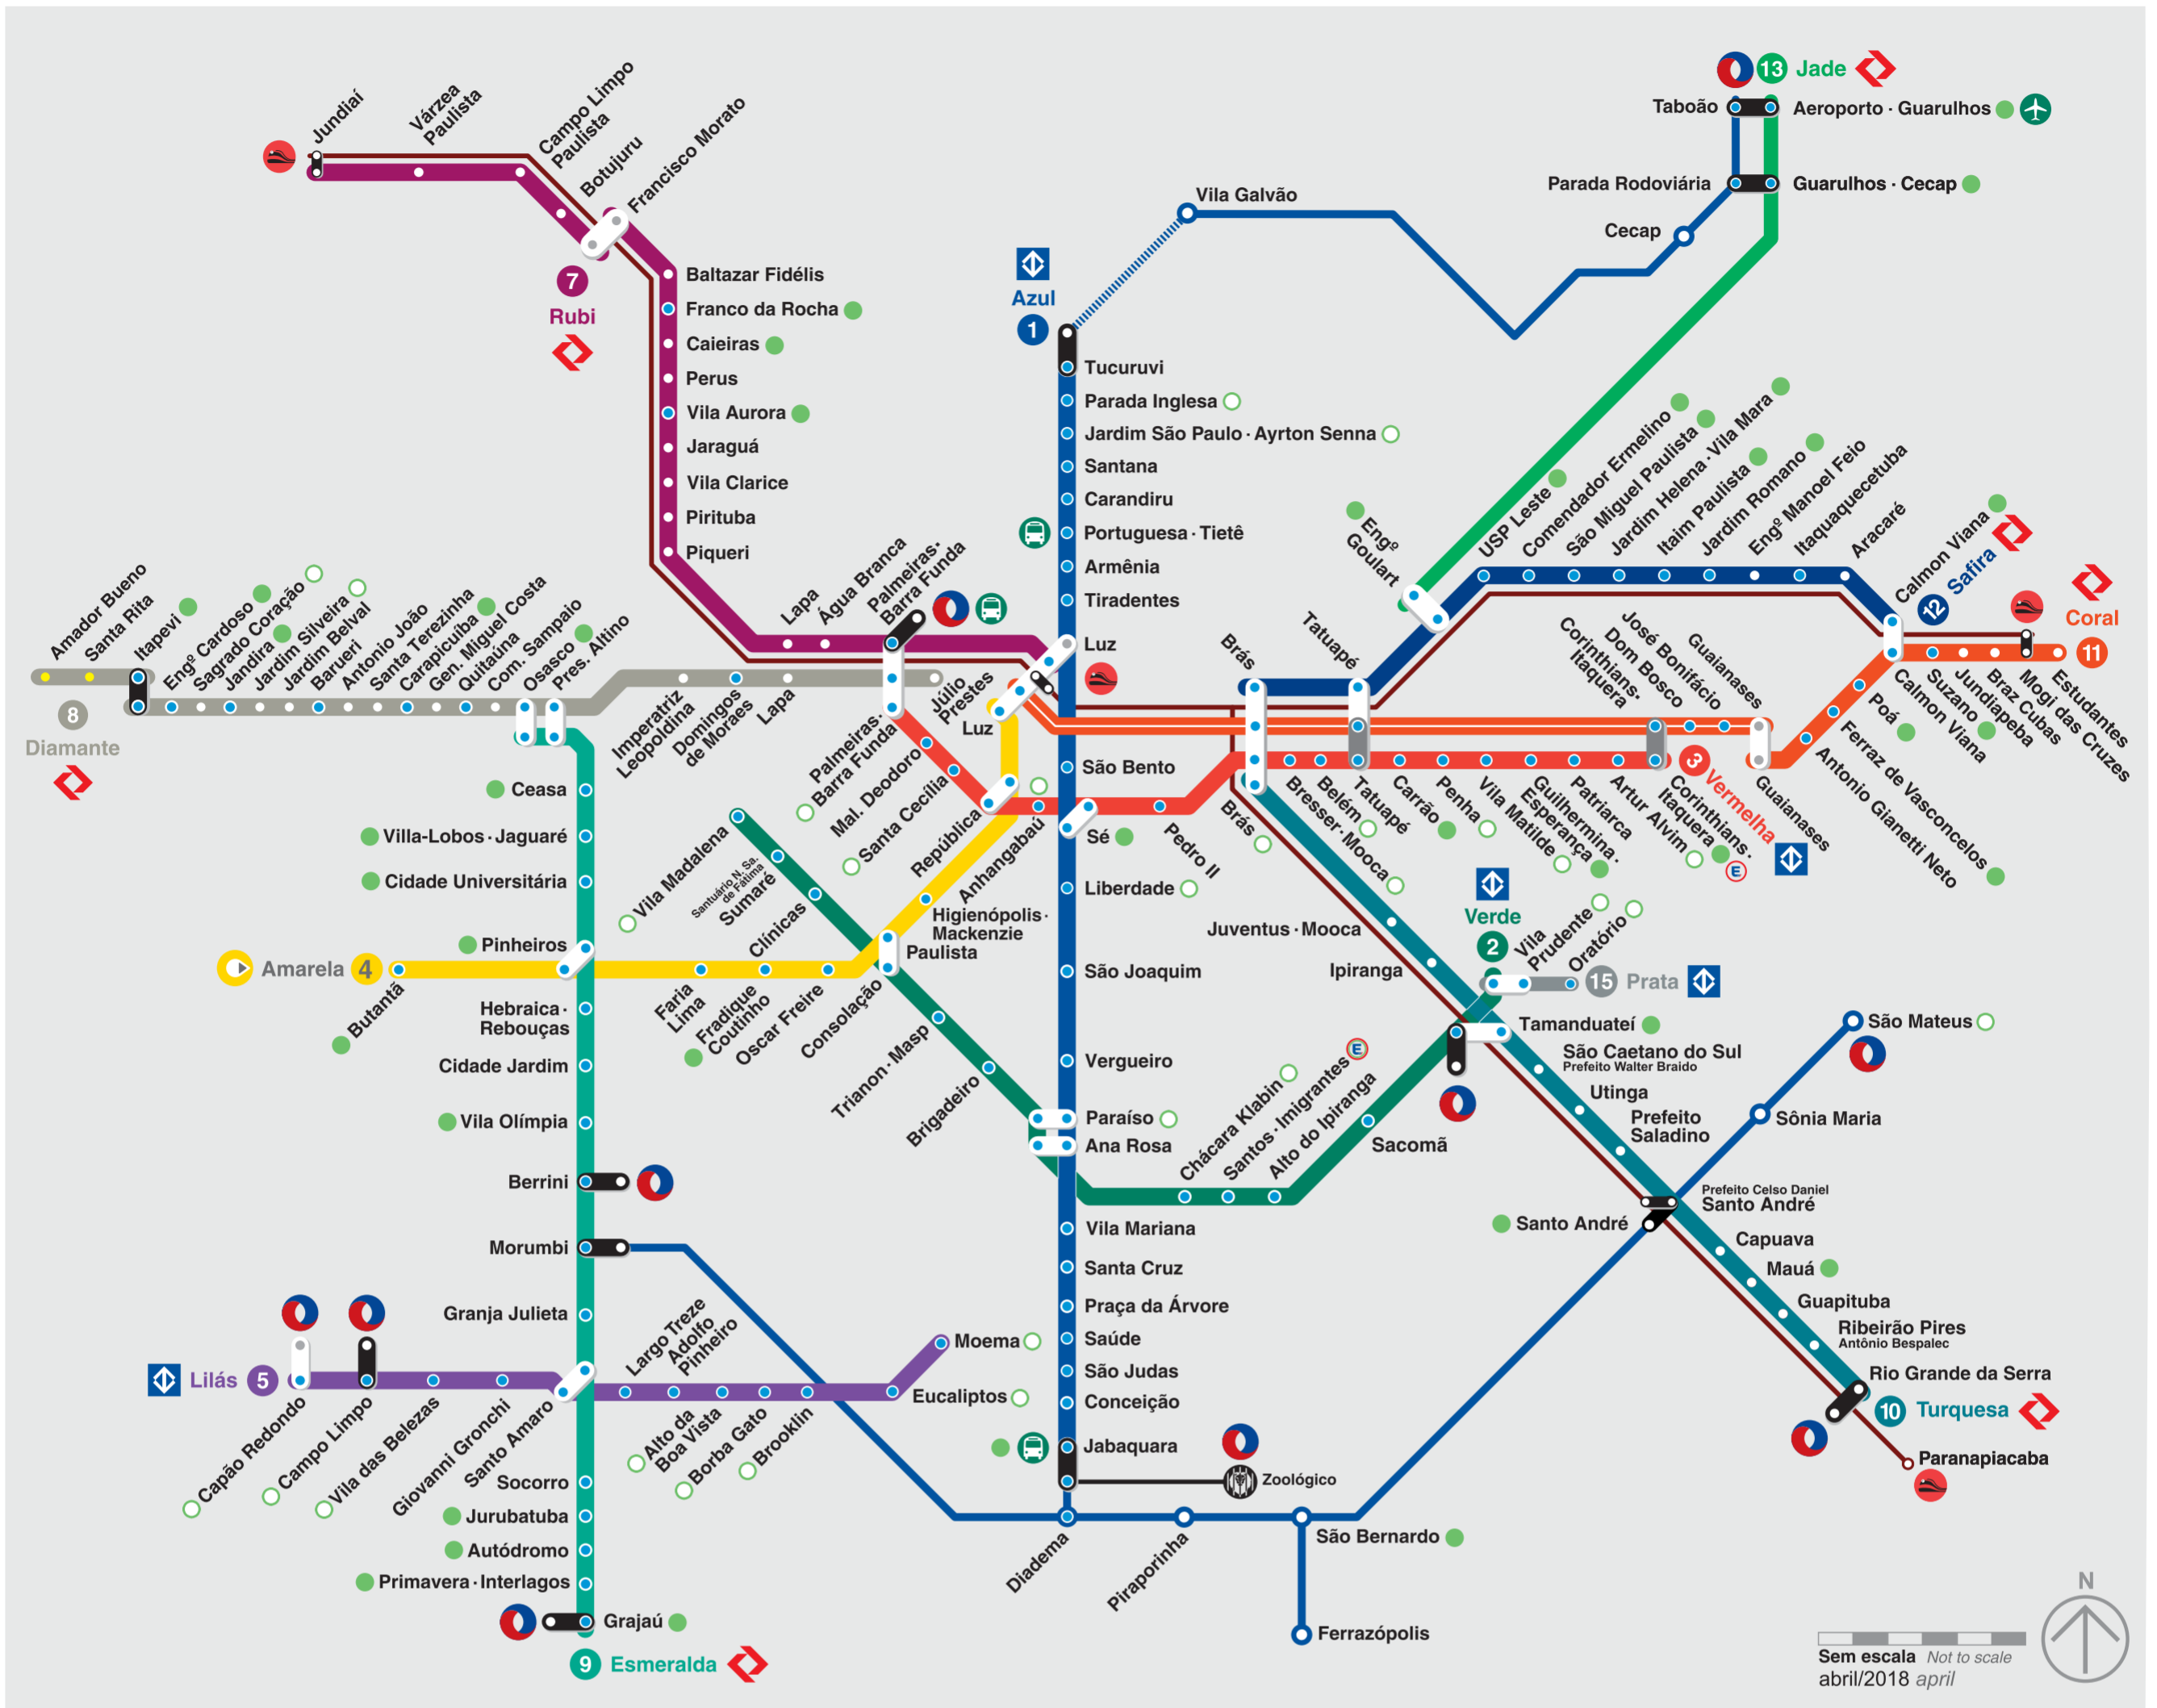 Jundiaí
Várzea
Paulista
Campo Limpo
Paulista
Botujuru
Francisco Morato
7
Rubi
Baltazar Fidélis
Franco da Rocha
Caieiras
Perus
Vila Aurora
Jaraguá
Vila Clarice
Pirituba
Piqueri
Lapa
Água Branca
Palmeiras·
Barra Funda
Azul
1
Vila Galvão
Tucuruvi
Parada Inglesa
Jardim São Paulo · Ayrton Senna
Santana
Carandiru
Portuguesa · Tietê
Armênia
Tiradentes
Luz
São Bento
Sé
Liberdade
São Joaquim
Vergueiro
Paraíso
Ana Rosa
Vila Mariana
Santa Cruz
Praça da Árvore
Saúde
São Judas
Conceição
Jabaquara
Zoológico
13
Jade
Taboão
Aeroporto · Guarulhos
Parada Rodoviária
Guarulhos · Cecap
Cecap
Engº
Goulart
USP Leste
Comendador Ermelino
São Miguel Paulista
Jardim Helena · Vila Mara
Itaim Paulista
Jardim Romano
Engº Manoel Feio
Itaquaquecetuba
Aracaré
Calmon Viana
12
Safira
Coral
11
Brás
Tatuapé
Corinthians·
Itaquera
Dom Bosco
José Bonifácio
Guaianases
Calmon Viana
Suzano
Jundiapeba
Braz Cubas
Mogi das Cruzes
Estudantes
Poá
Ferraz de Vasconcelos
Antonio Gianetti Neto
Guaianases
Amador Bueno
Santa Rita
Itapevi
Engº Cardoso
Sagrado Coração
Jandira
Jardim Silveira
Jardim Belval
Barueri
Antonio João
Santa Terezinha
Carapicuíba
Gen. Miguel Costa
Quitaúna
Com. Sampaio
Osasco
Pres. Altino
8
Diamante
Imperatriz
Leopoldina
Domingos
de Moraes
Lapa
Júlio
Prestes
Luz
Palmeiras·
Barra Funda
Mal. Deodoro
Santa Cecília
República
Anhangabaú
Pedro II
Brás
Bresser · Mooca
Belém
Tatuapé
Carrão
Penha
Vila Matilde
Guilhermina·
Esperança
Patriarca
Artur Alvim
Corinthians·
Itaquera
E
3
Vermelha
Ceasa
Villa-Lobos · Jaguaré
Cidade Universitária
Pinheiros
Hebraica·
Rebouças
Cidade Jardim
Vila Olímpia
Berrini
Morumbi
Granja Julieta
Socorro
Jurubatuba
Autódromo
Primavera · Interlagos
Grajaú
9
Esmeralda
Amarela
4
Butantã
Faria
Lima
Fradique
Coutinho
Oscar Freire
Paulista
Higienópolis·
Mackenzie
Vila Madalena
Santuário N. Sa.
de Fátima
Sumaré
Clínicas
Consolação
Trianon · Masp
Brigadeiro
Chácara Klabin
Santos · Imigrantes
E
Alto do Ipiranga
Sacomã
Verde
2
Vila
Prudente
Oratório
15
Prata
Juventus · Mooca
Ipiranga
Tamanduateí
São Caetano do Sul
Prefeito Walter Braido
Utinga
Prefeito
Saladino
Prefeito Celso Daniel
Santo André
Santo André
Capuava
Mauá
Guapituba
Ribeirão Pires
Antônio Bespalec
Rio Grande da Serra
10
Turquesa
Paranapiacaba
São Mateus
Sônia Maria
Lilás
5
Capão Redondo
Campo Limpo
Vila das Belezas
Giovanni Gronchi
Santo Amaro
Largo Treze
Adolfo
Pinheiro
Alto da
Boa Vista
Borba Gato
Brooklin
Eucaliptos
Moema
Diadema
Piraporinha
São Bernardo
Ferrazópolis
N
Sem escala Not to scale
abril/2018 april